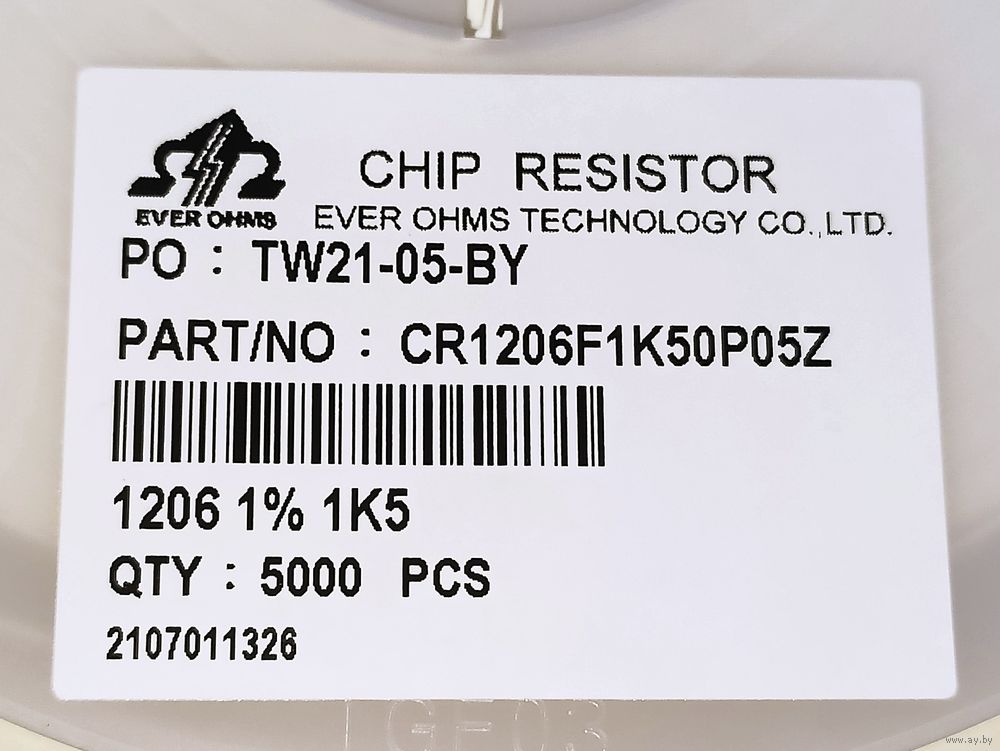 CHIP RESISTOR
EVER OHMS
EVER OHMS TECHNOLOGY CO.,LTD.
PO : TW21-05-BY
PART/NO : CR1206F1K50P05Z
1206 1% 1K5
QTY : 5000 PCS
2107011326
www.ay.by